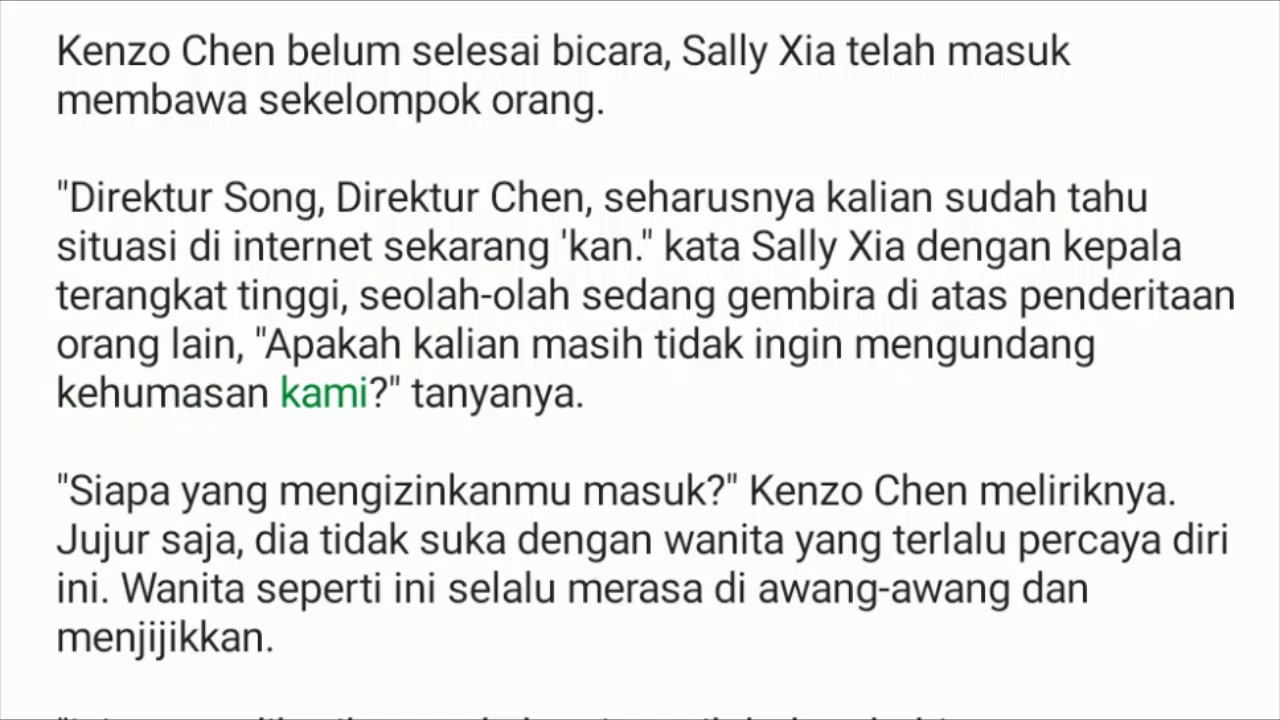 Kenzo Chen belum selesai bicara, Sally Xia telah masuk
membawa sekelompok orang.
"Direktur Song, Direktur Chen, seharusnya kalian sudah tahu
situasi di internet sekarang 'kan." kata Sally Xia dengan kepala
terangkat tinggi, seolah-olah sedang gembira di atas penderitaan
orang lain, "Apakah kalian masih tidak ingin mengundang
kehumasan kami?" tanyanya.
"Siapa yang mengizinkanmu masuk?" Kenzo Chen meliriknya.
Jujur saja, dia tidak suka dengan wanita yang terlalu percaya diri
ini. Wanita seperti ini selalu merasa di awang-awang dan
menjijikkan.